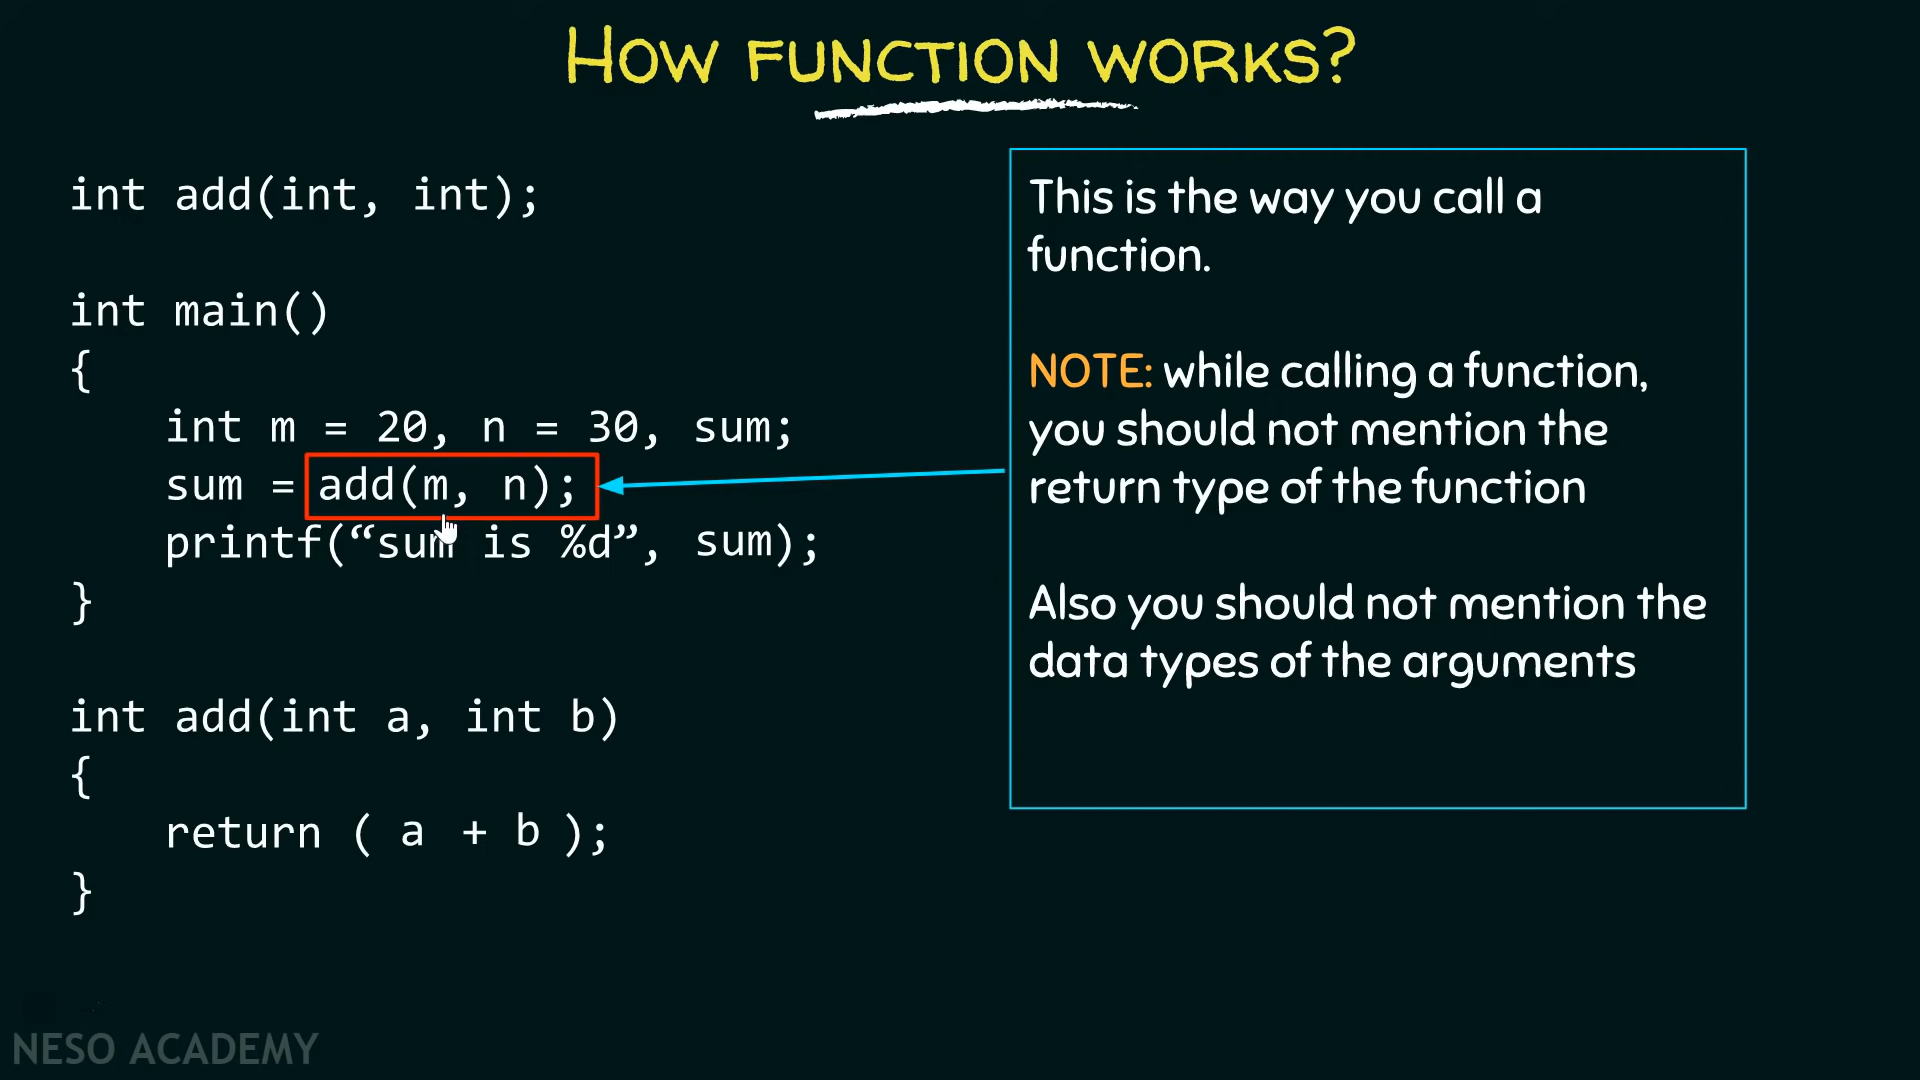 HOW FUNCTION WORKS?
int add(int, int);
int main()
{
int m = 20, n = 30, sum;
sum = add(m, n);
printf(“sum is %d”, sum);
}
int add(int a, int b)
{
return ( a + b );
}
This is the way you call a
function.
NOTE: while calling a function,
you should not mention the
return type of the function
Also you should not mention the
data types of the arguments
NESO ACADEMY